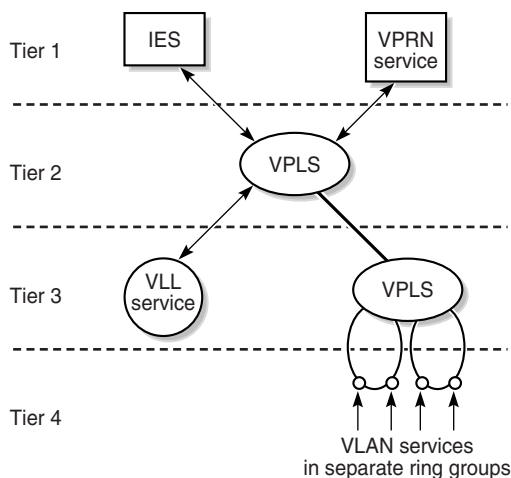 Tier 1
IES
VPRN
service
Tier 2
VPLS
Tier 3
VLL
service
VPLS
Tier 4
VLAN services
in separate ring groups